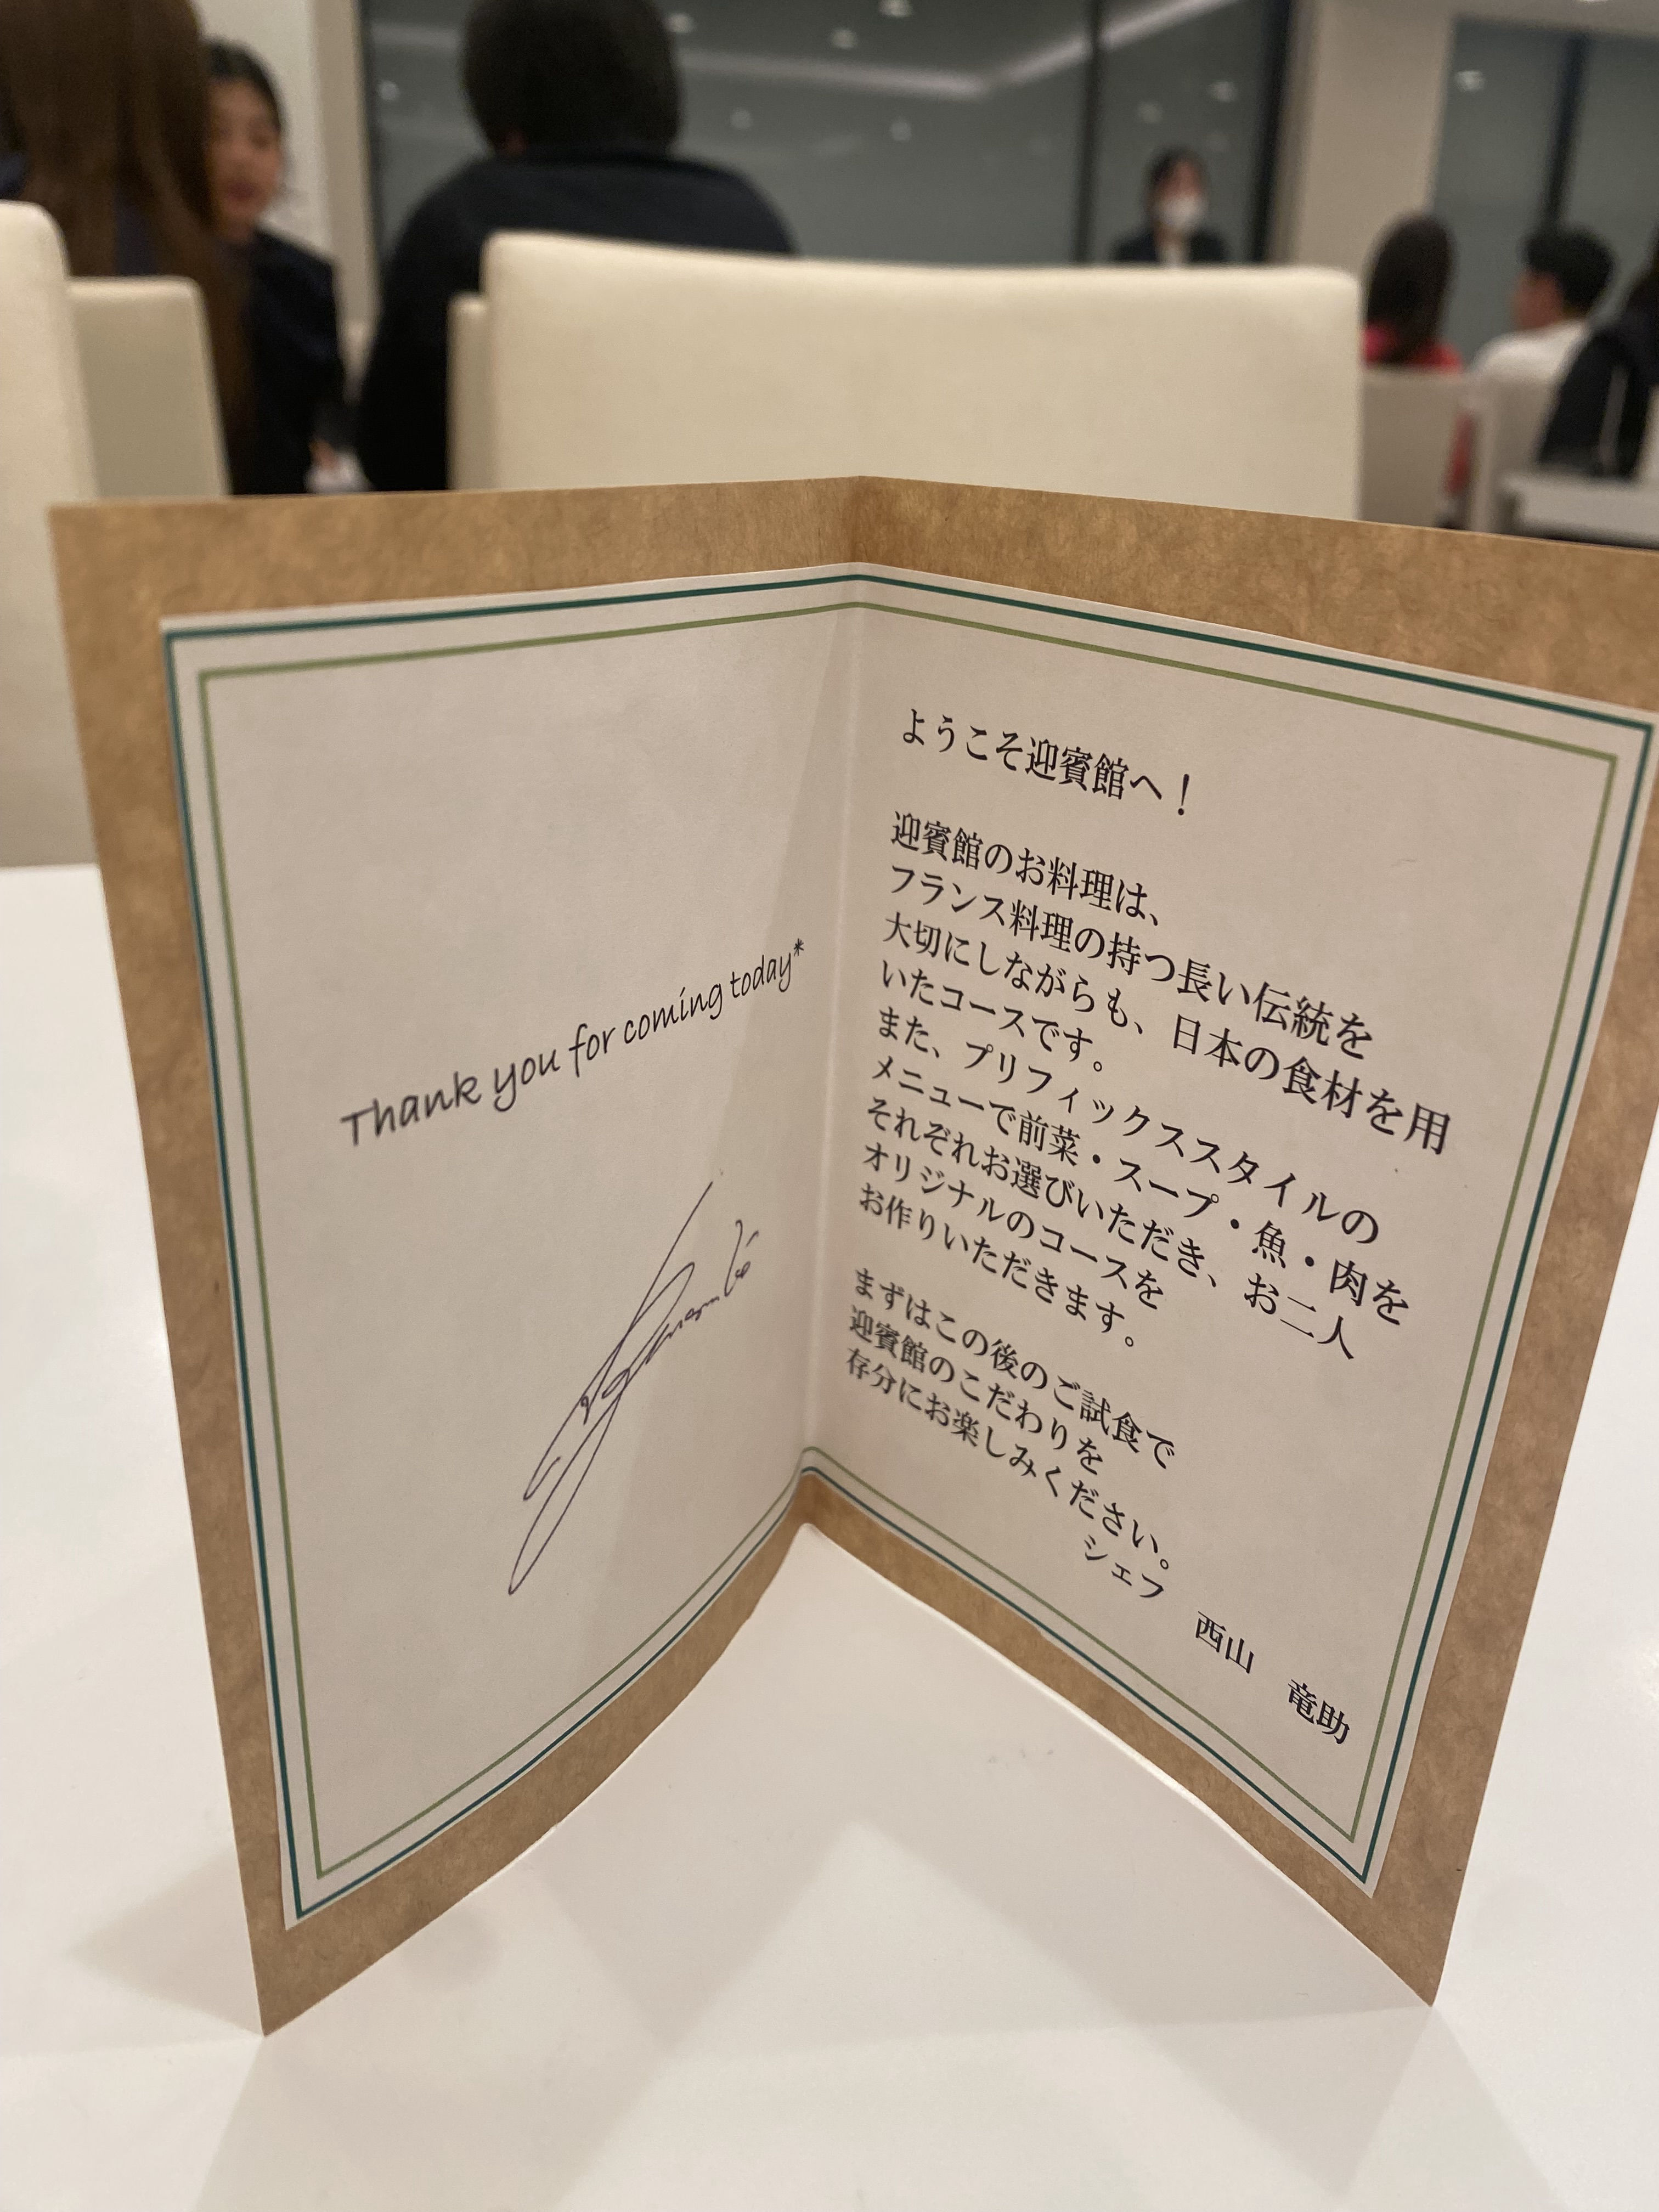 Thank you for coming today*
ようこそ迎賓館へ！
迎賓館のお料理は、
フランス料理の持つ長い伝統を
大切にしながらも、日本の食材を用
いたコースです。
また、プリフィックススタイルの
メニューで前菜・スープ・魚・肉を
それぞれお選びいただき、お二人
オリジナルのコースを
お作りいただきます。
まずはこの後のご試食で
迎賓館のこだわりを
存分にお楽しみください。
シェフ　西山　竜助